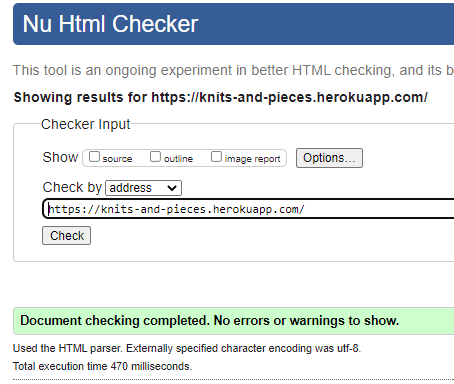 Nu Html Checker
This tool is an ongoing experiment in better HTML checking, and its b
Showing results for https://knits-and-pieces.herokuapp.com/
Checker Input
Show source outline image report Options...
Check by address
https://knits-and-pieces.herokuapp.com/
Check
Document checking completed. No errors or warnings to show.
Used the HTML parser. Externally specified character encoding was utf-8.
Total execution time 470 milliseconds.